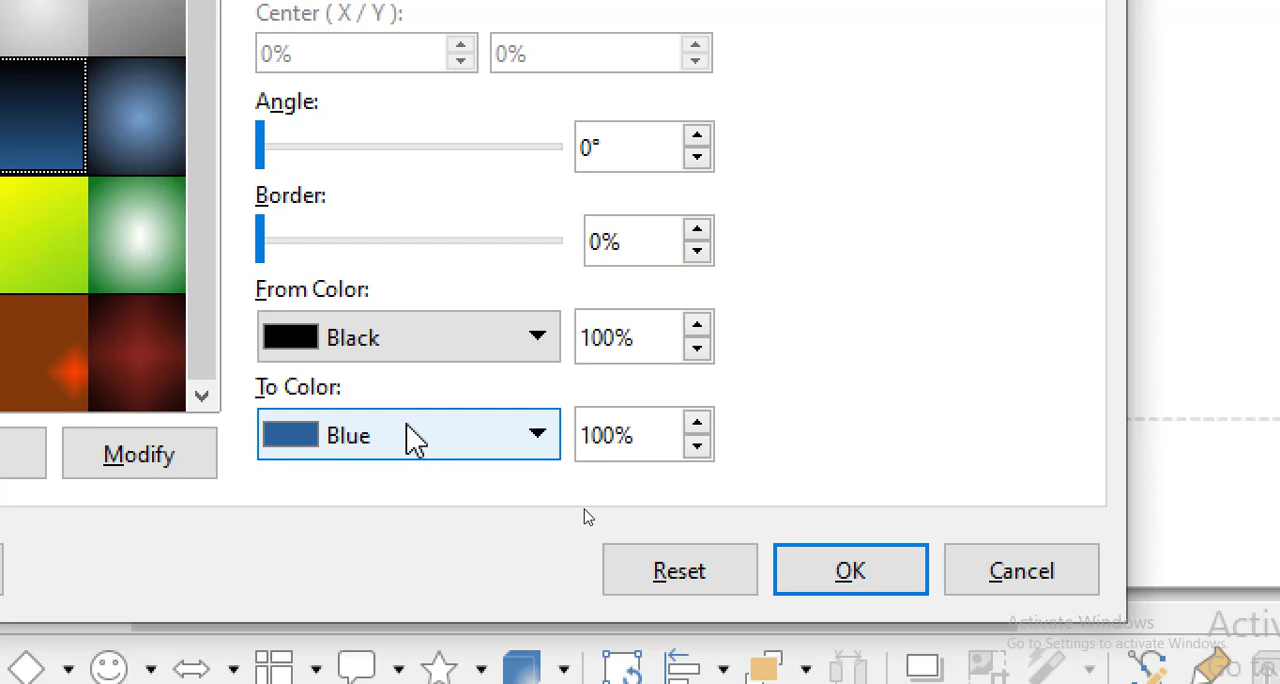 Center ( X / Y ):
0% 0%
Angle:
0°
Border:
0%
From Color:
Black 100%
To Color:
Blue 100%
Modify
Reset OK Cancel
Activate Windows
Go to Settings to activate Windows.